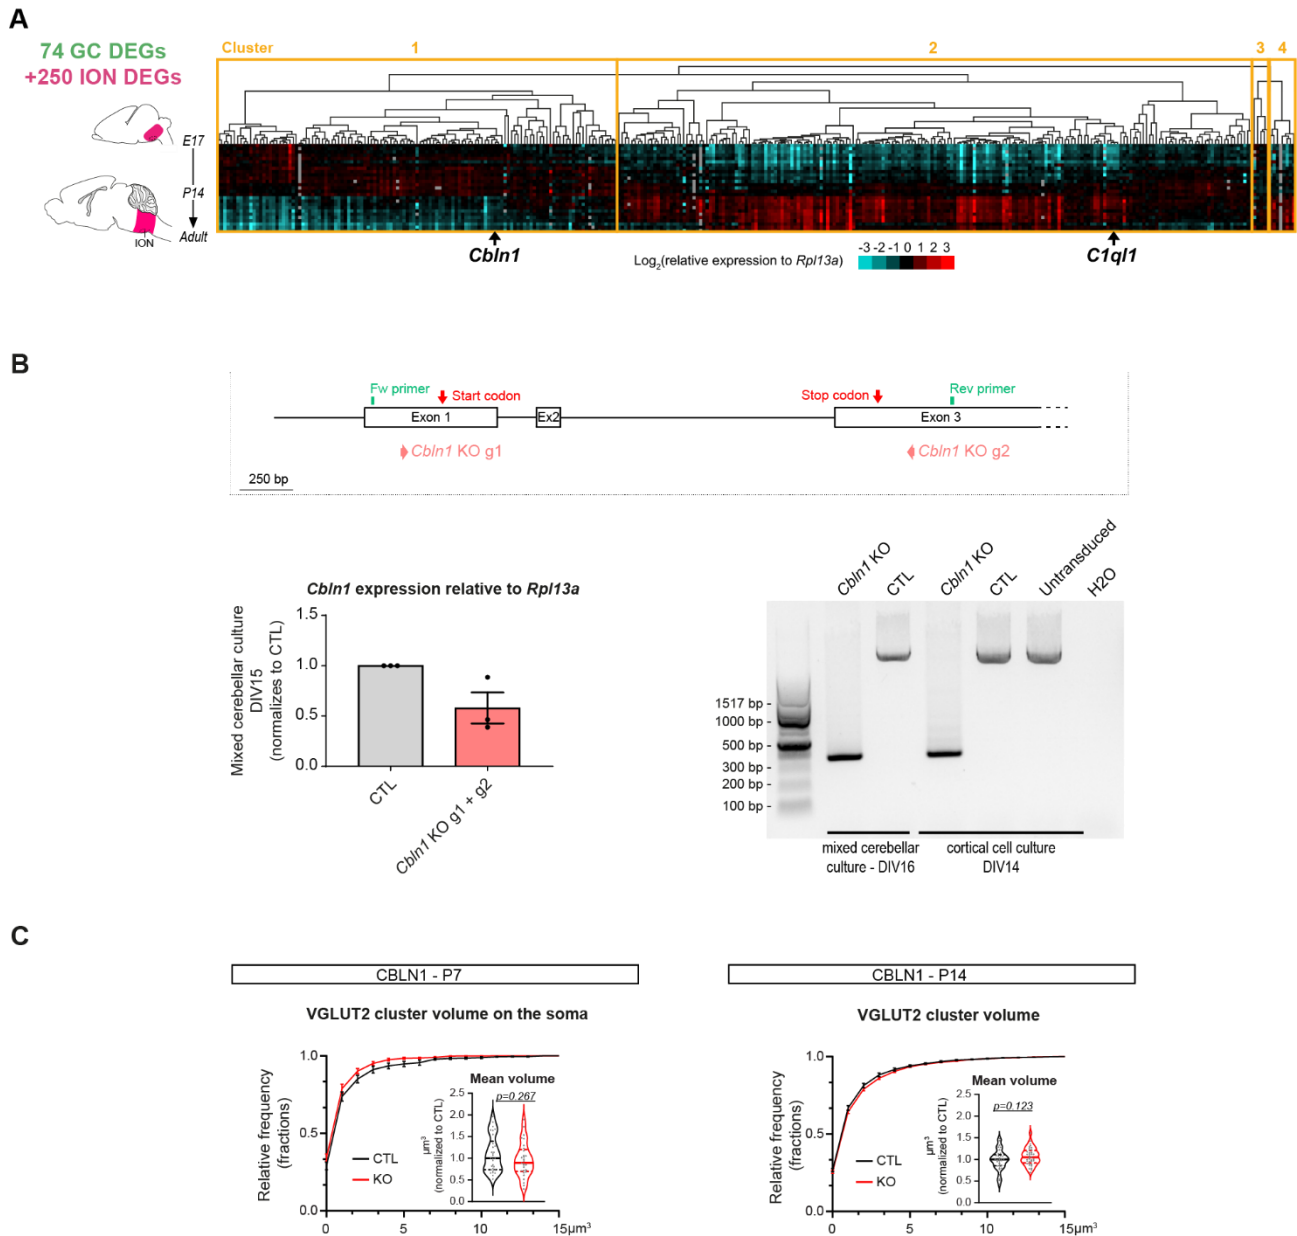 A
74 GC DEGs
+250 ION DEGs
Cluster 1 2 3 4
E17
P14
Adult
ION
Cbln1
C1ql1
Log2(relative expression to Rpl13a)
-3 -2 -1 0 1 2 3
B
Fw primer
Start codon
Stop codon
Rev primer
Exon 1
Ex2
Exon 3
Cbln1 KO g1
Cbln1 KO g2
250 bp
Cbln1 expression relative to Rpl13a
Mixed cerebellar culture
DIV15
(normalizes to CTL)
1.5
1.0
0.5
0.0
CTL
Cbln1 KO g1 + g2
Cbln1 KO
CTL
Cbln1 KO
CTL
Untransduced
H2O
1517 bp -
1000 bp -
500 bp -
300 bp -
200 bp -
100 bp -
mixed cerebellar
culture - DIV16
cortical cell culture
DIV14
C
CBLN1 - P7
VGLUT2 cluster volume on the soma
Relative frequency
(fractions)
1.0
0.5
0.0
0 5 10 15µm³
CTL
KO
Mean volume
p=0.267
µm³
(normalized to CTL)
2.5
2.0
1.5
1.0
0.5
0.0
CBLN1 - P14
VGLUT2 cluster volume
Relative frequency
(fractions)
1.0
0.5
0.0
0 5 10 15µm³
CTL
KO
Mean volume
p=0.123
µm³
(normalized to CTL)
2.5
2.0
1.5
1.0
0.5
0.0